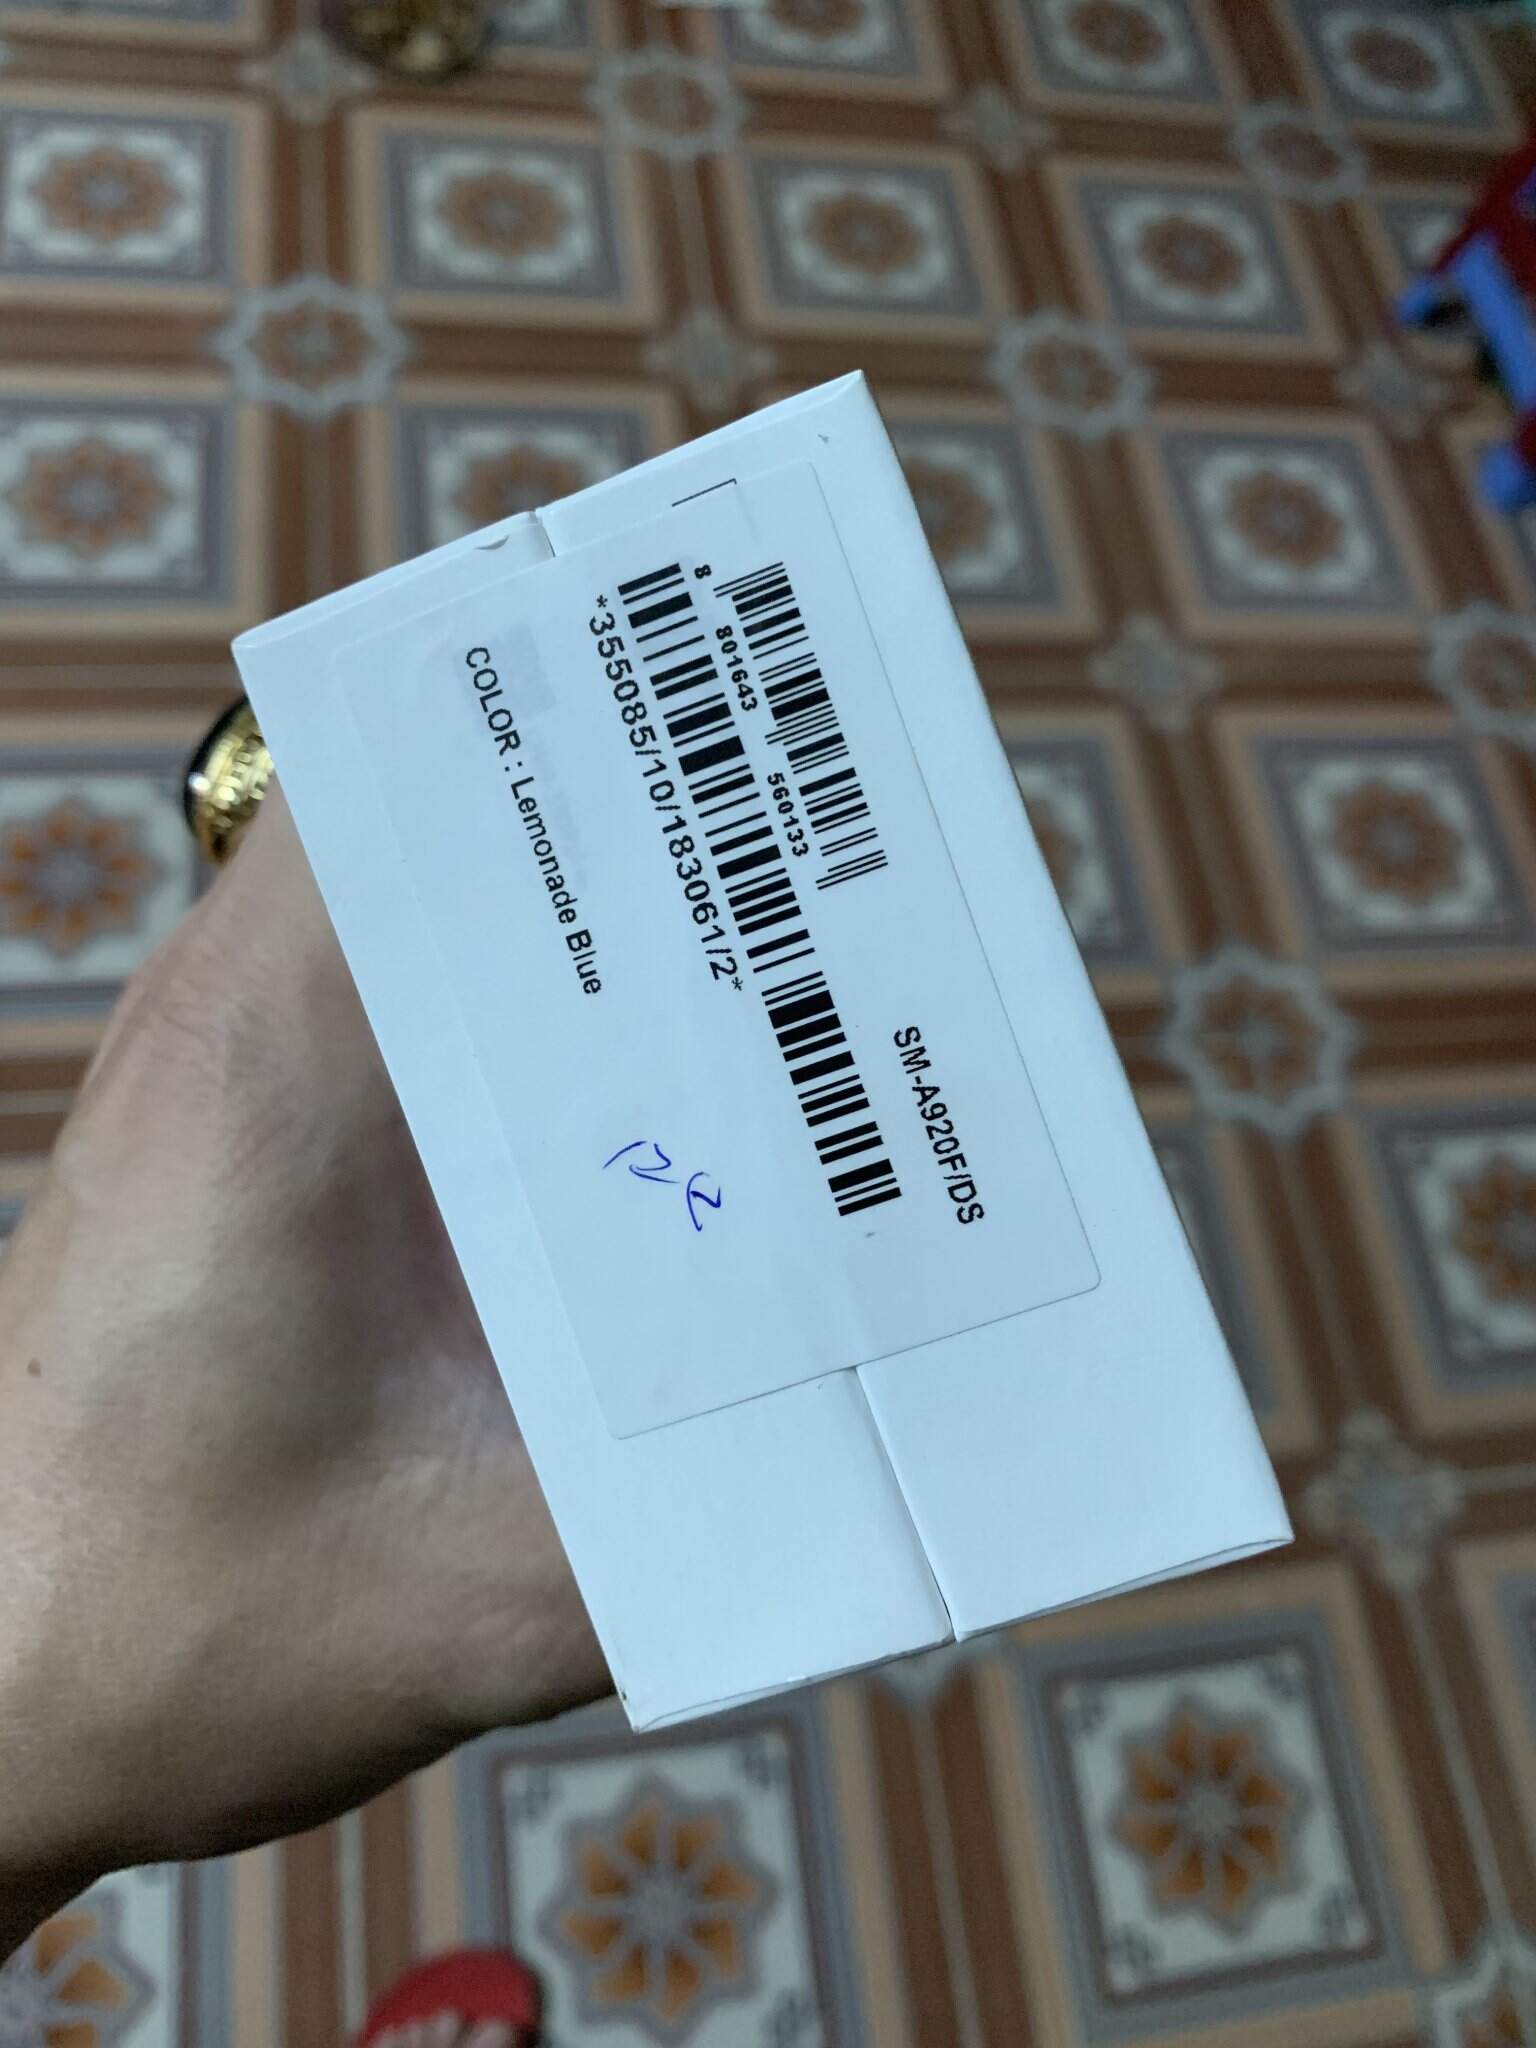 SM-A920F/DS
8 801643 560133
*355085/10/183061/2*
COLOR : Lemonade Blue